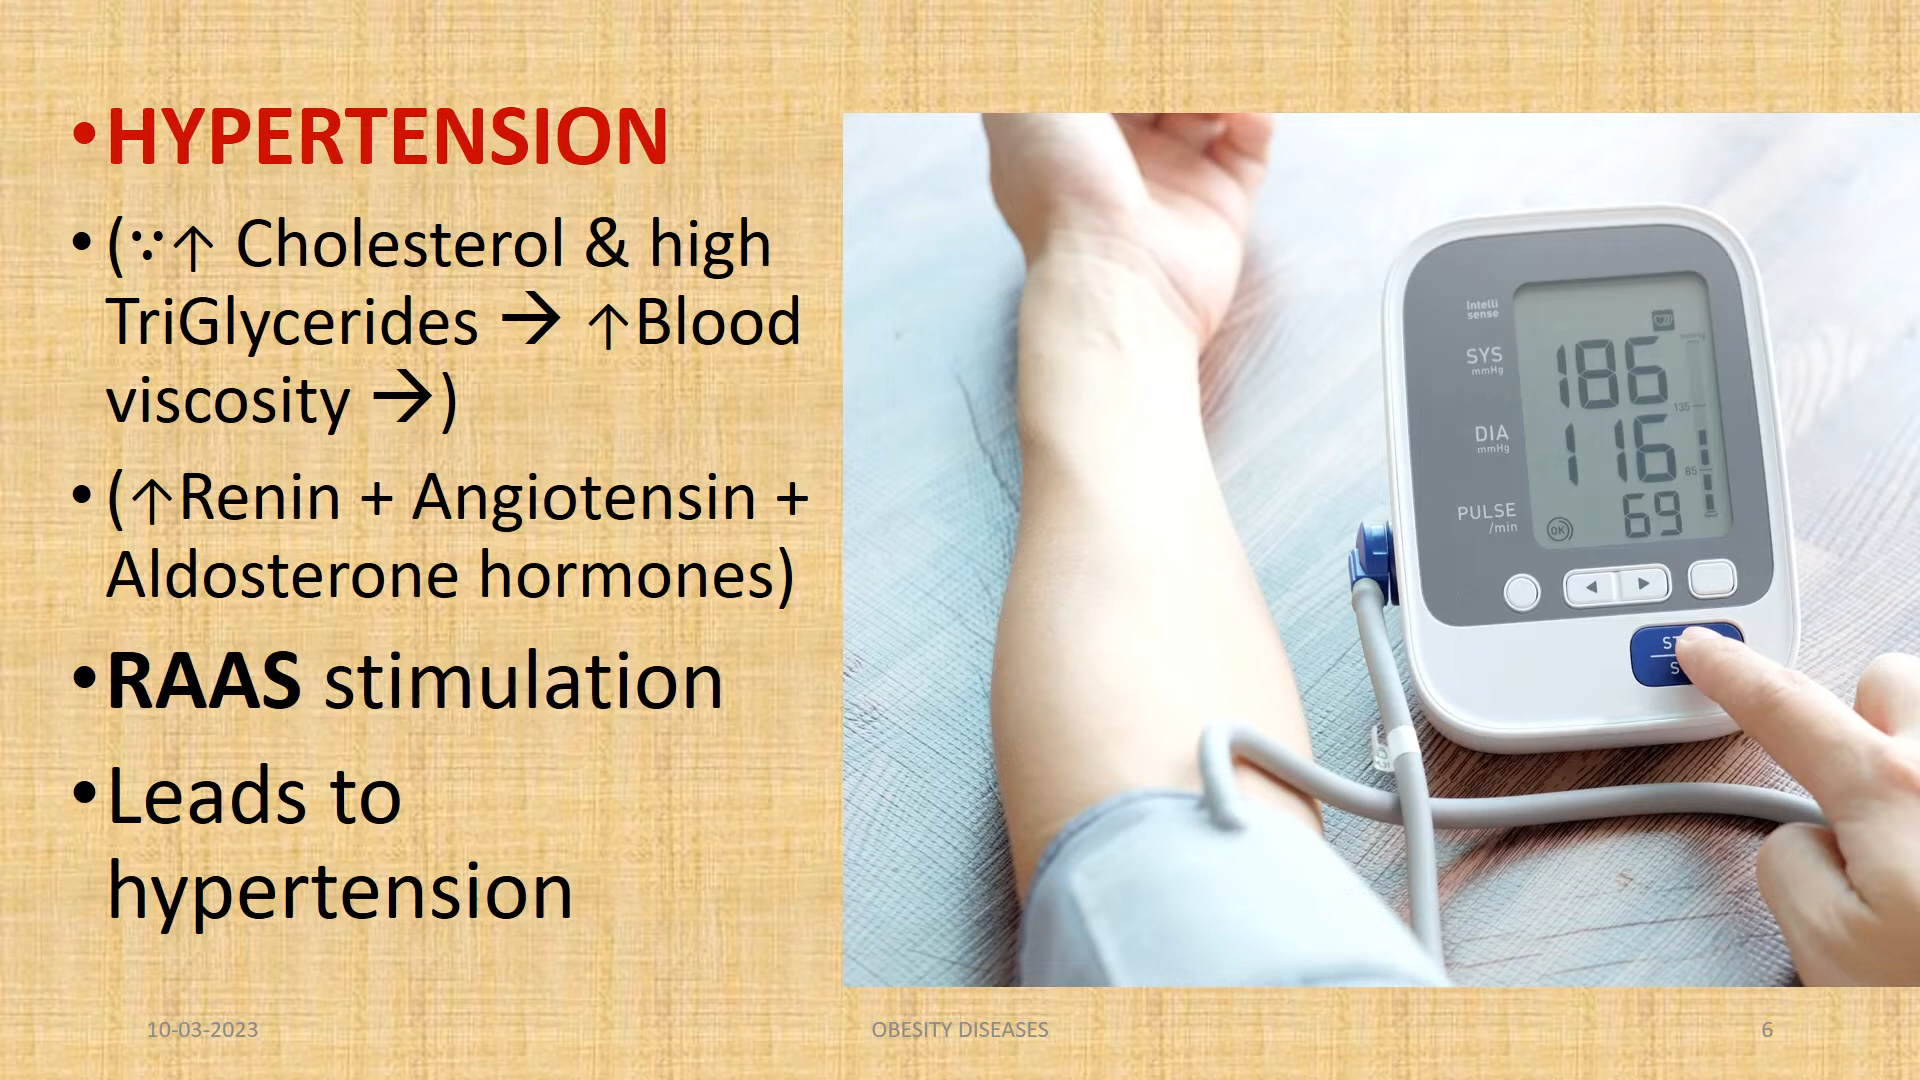 •HYPERTENSION
•(∵↑ Cholesterol & high
TriGlycerides → ↑Blood
viscosity →)
•(↑Renin + Angiotensin +
Aldosterone hormones)
•RAAS stimulation
•Leads to
hypertension
Intelli
sense
SYS
mmHg
186
135
DIA
mmHg
116
85
PULSE
/min
69
OK
10-03-2023
OBESITY DISEASES
6